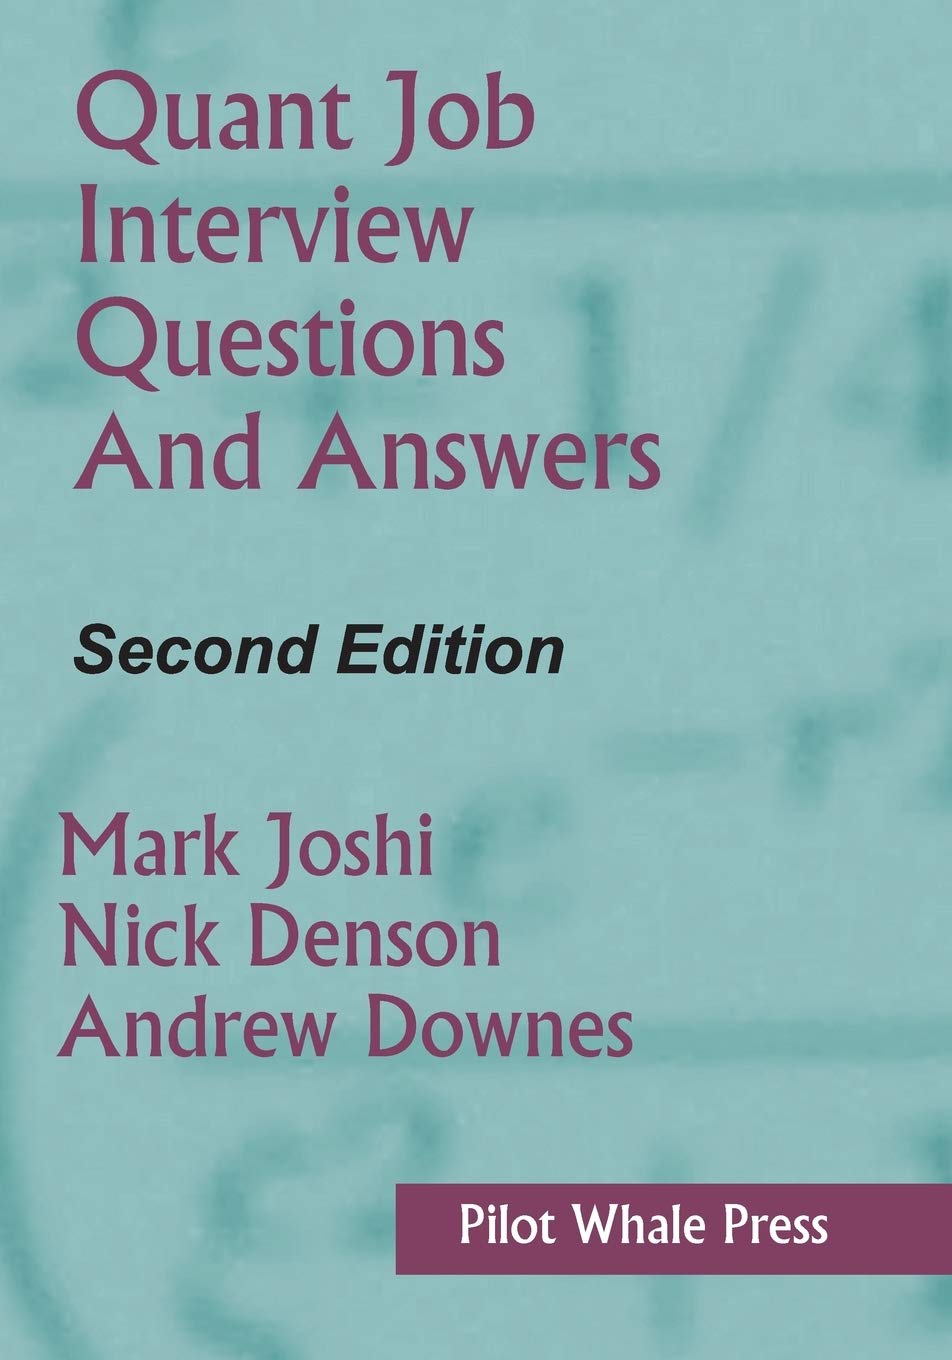 Quant Job
Interview
Questions
And Answers
Second Edition
Mark Joshi
Nick Denson
Andrew Downes
Pilot Whale Press